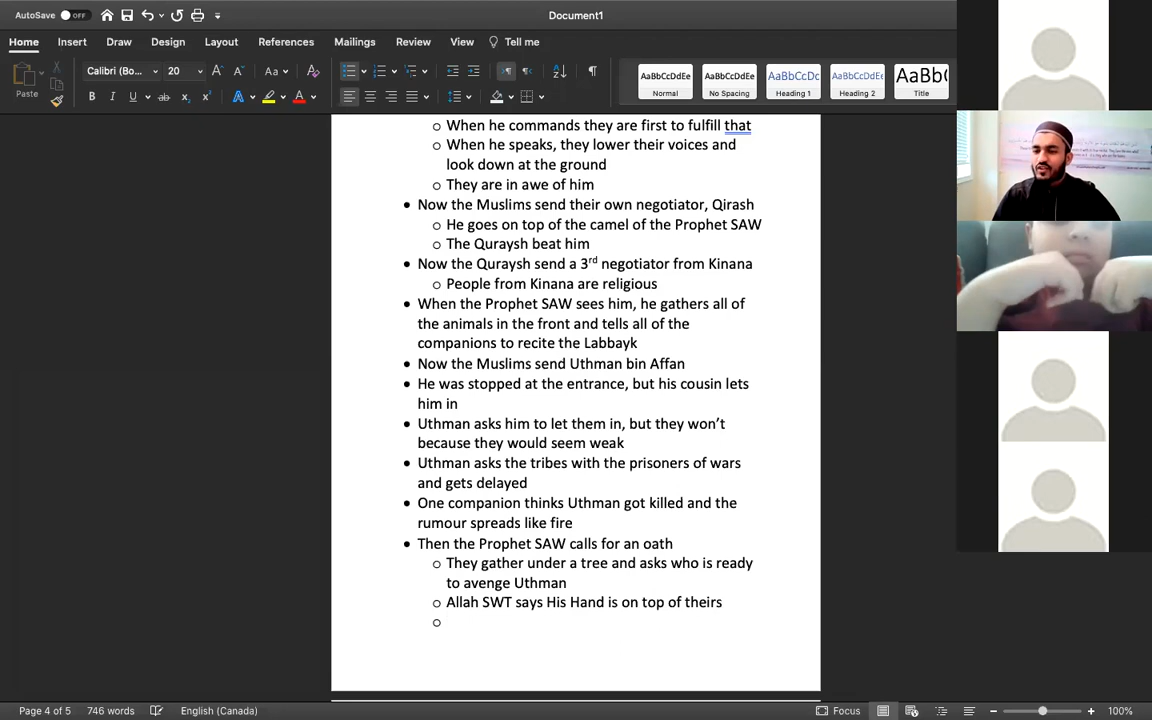 AutoSave OFF
Document1
Home Insert Draw Design Layout References Mailings Review View Tell me
Paste
Calibri (Bo... 20
AaBbCcDdEe AaBbCcDdEe AaBbCcDc AaBbCcDdEe AaBb(
Normal No Spacing Heading 1 Heading 2 Title
When he commands they are first to fulfill that
When he speaks, they lower their voices and
look down at the ground
They are in awe of him
Now the Muslims send their own negotiator, Qirash
He goes on top of the camel of the Prophet SAW
The Quraysh beat him
Now the Quraysh send a 3rd negotiator from Kinana
People from Kinana are religious
When the Prophet SAW sees him, he gathers all of
the animals in the front and tells all of the
companions to recite the Labbayk
Now the Muslims send Uthman bin Affan
He was stopped at the entrance, but his cousin lets
him in
Uthman asks him to let them in, but they won't
because they would seem weak
Uthman asks the tribes with the prisoners of wars
and gets delayed
One companion thinks Uthman got killed and the
rumour spreads like fire
Then the Prophet SAW calls for an oath
They gather under a tree and asks who is ready
to avenge Uthman
Allah SWT says His Hand is on top of theirs
Page 4 of 5 746 words English (Canada) Focus 100%